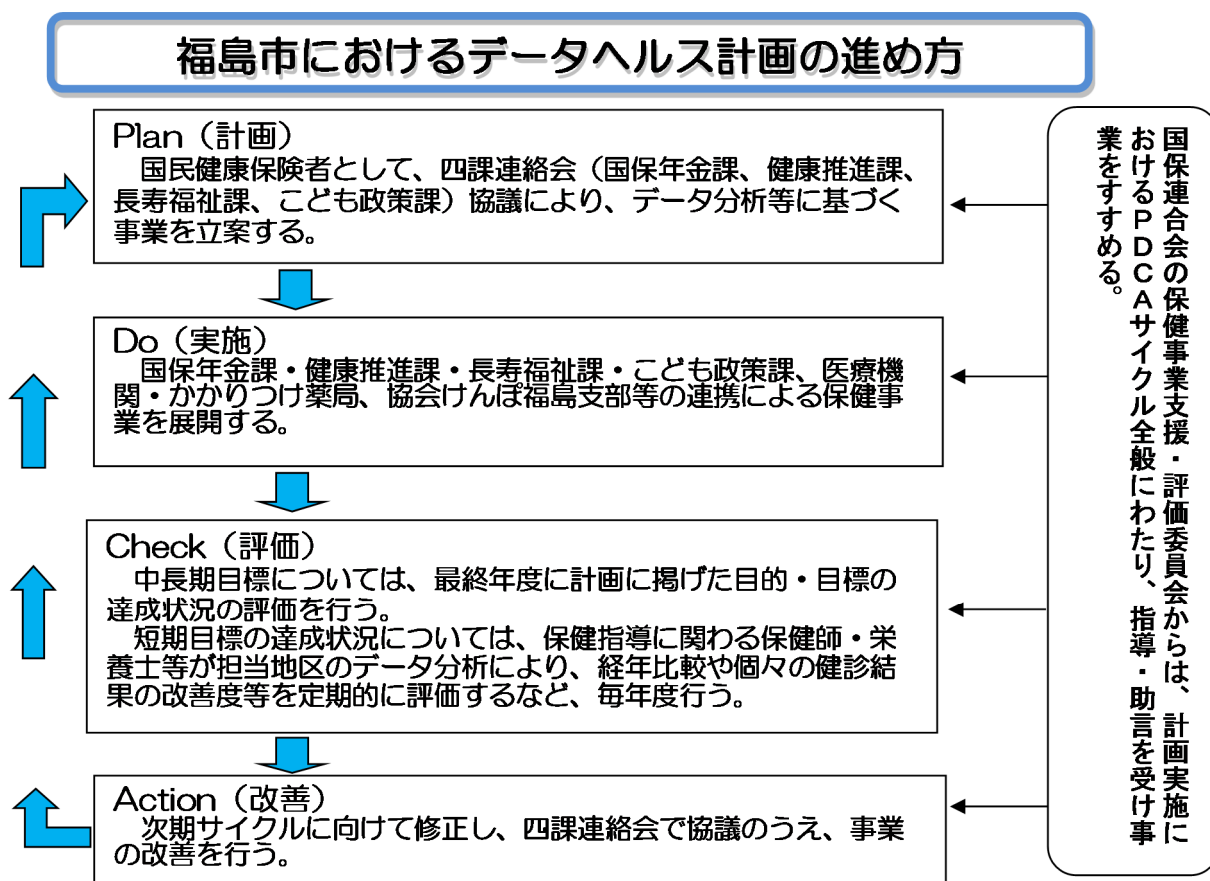 福島市におけるデータヘルス計画の進め方
Plan（計画）
国民健康保険者として、四課連絡会（国保年金課、健康推進課、
長寿福祉課、こども政策課）協議により、データ分析等に基づく
事業を立案する。
Do（実施）
国保年金課・健康推進課・長寿福祉課・こども政策課、医療機
関・かかりつけ薬局、協会けんぽ福島支部等の連携による保健事
業を展開する。
Check（評価）
中長期目標については、最終年度に計画に掲げた目的・目標の
達成状況の評価を行う。
短期目標の達成状況については、保健指導に関わる保健師・栄
養士等が担当地区のデータ分析により、経年比較や個々の健診結
果の改善度等を定期的に評価するなど、毎年度行う。
Action（改善）
次期サイクルに向けて修正し、四課連絡会で協議のうえ、事業
の改善を行う。
国保連合会の保健事業支援・評価委員会からは、計画実施に
おけるＰＤＣＡサイクル全般にわたり、指導・助言を受け事
業をすすめる。